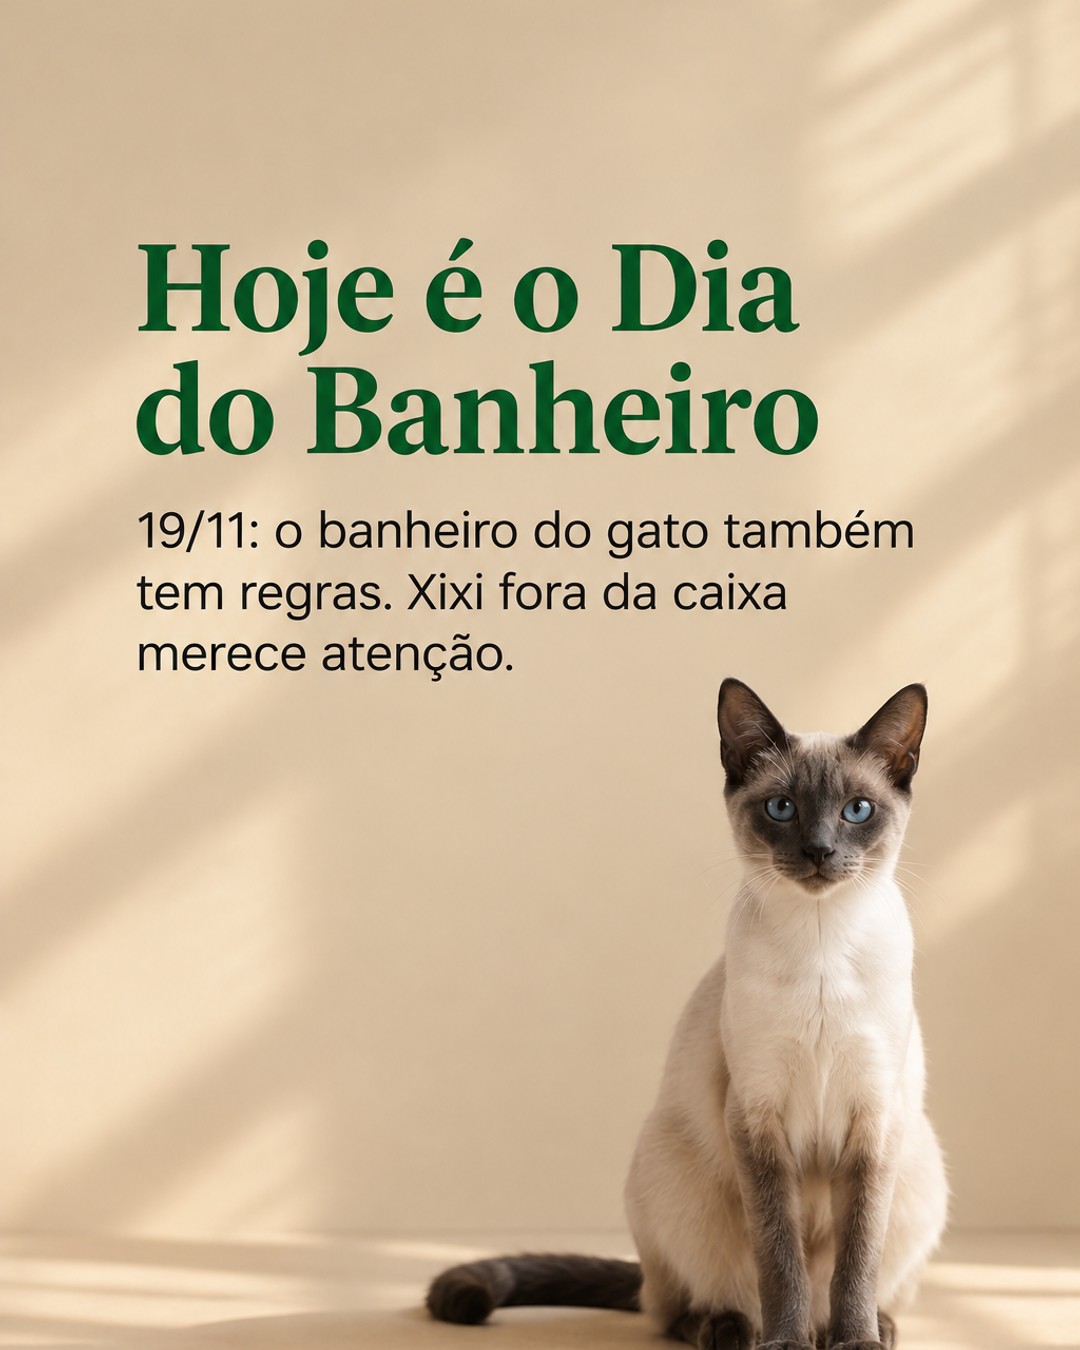 Hoje é o Dia
do Banheiro
19/11: o banheiro do gato também
tem regras. Xixi fora da caixa
merece atenção.